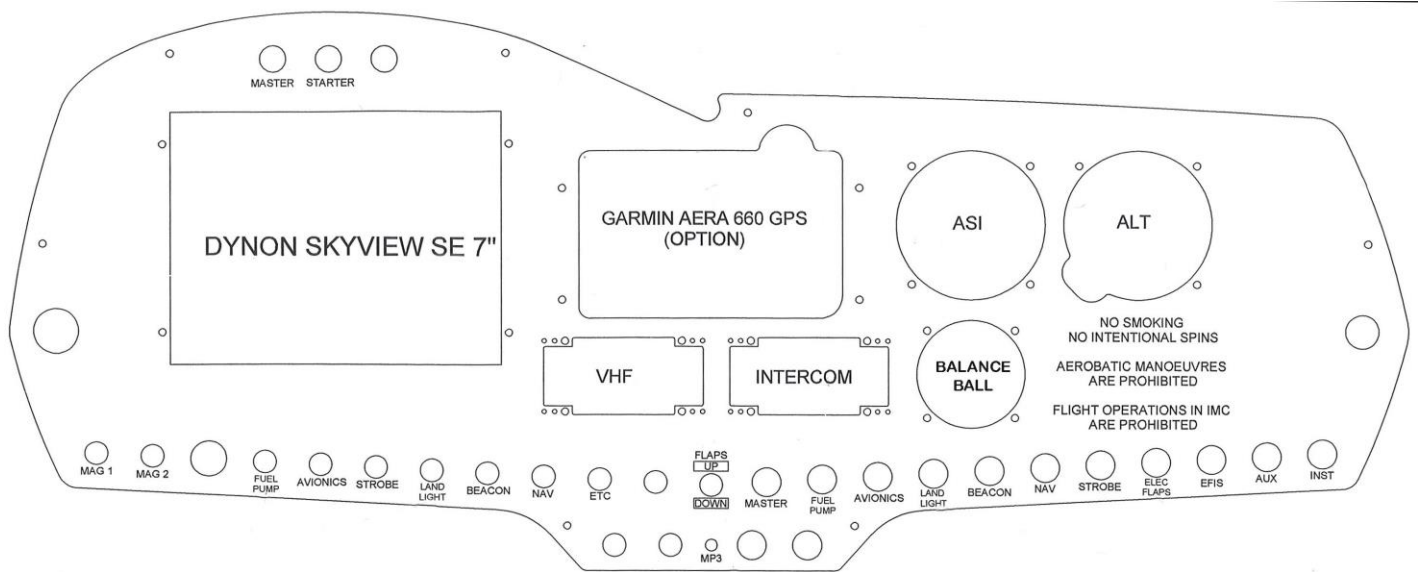 MASTER
STARTER
DYNON SKYVIEW SE 7"
GARMIN AERA 660 GPS
(OPTION)
ASI
ALT
VHF
INTERCOM
BALANCE
BALL
NO SMOKING
NO INTENTIONAL SPINS
AEROBATIC MANOEUVRES
ARE PROHIBITED
FLIGHT OPERATIONS IN IMC
ARE PROHIBITED
MAG 1
MAG 2
FUEL
PUMP
AVIONICS
STROBE
LAND
LIGHT
BEACON
NAV
ETC
FLAPS
UP
DOWN
MASTER
FUEL
PUMP
AVIONICS
LAND
LIGHT
BEACON
NAV
STROBE
ELEC
FLAPS
EFIS
AUX
INST
MP3